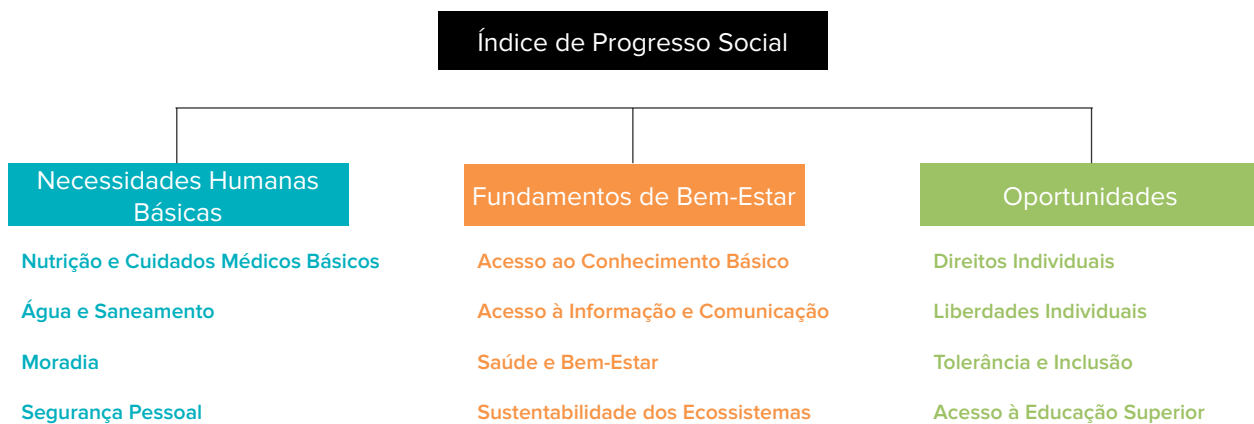 Índice de Progresso Social
Necessidades Humanas
Básicas
Nutrição e Cuidados Médicos Básicos
Água e Saneamento
Moradia
Segurança Pessoal
Fundamentos de Bem-Estar
Acesso ao Conhecimento Básico
Acesso à Informação e Comunicação
Saúde e Bem-Estar
Sustentabilidade dos Ecossistemas
Oportunidades
Direitos Individuais
Liberdades Individuais
Tolerância e Inclusão
Acesso à Educação Superior